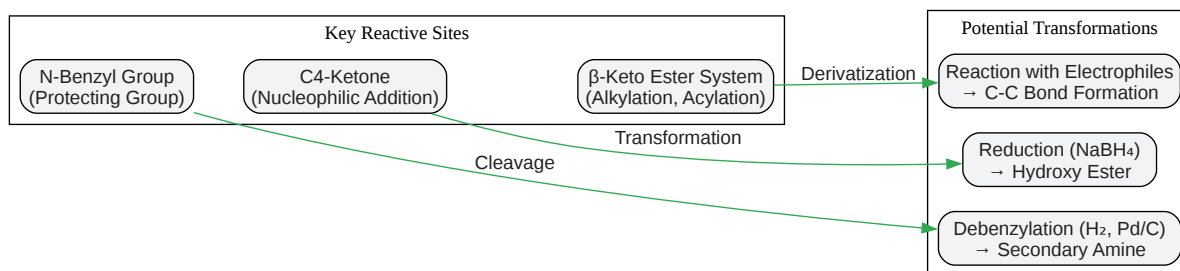 Key Reactive Sites
N-Benzyl Group
(Protecting Group)
C4-Ketone
(Nucleophilic Addition)
β-Keto Ester System
(Alkylation, Acylation)
Derivatization
Transformation
Cleavage
Potential Transformations
Reaction with Electrophiles
→ C-C Bond Formation
Reduction (NaBH₄)
→ Hydroxy Ester
Debenzylation (H₂, Pd/C)
→ Secondary Amine